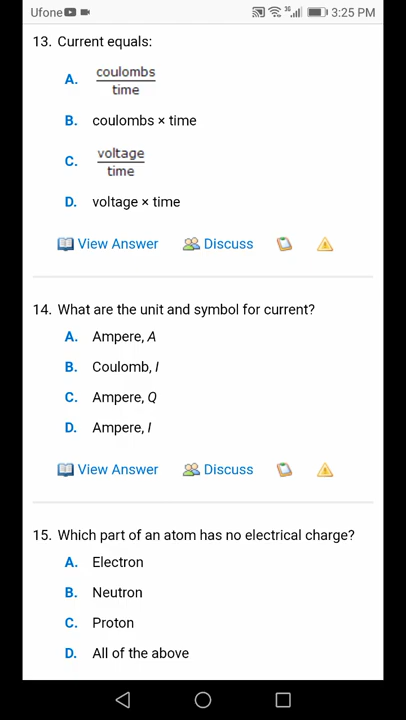 Ufone 3G 3:25 PM
13. Current equals:
A. coulombs
time
B. coulombs × time
C. voltage
time
D. voltage × time
View Answer Discuss
14. What are the unit and symbol for current?
A. Ampere, A
B. Coulomb, I
C. Ampere, Q
D. Ampere, I
View Answer Discuss
15. Which part of an atom has no electrical charge?
A. Electron
B. Neutron
C. Proton
D. All of the above